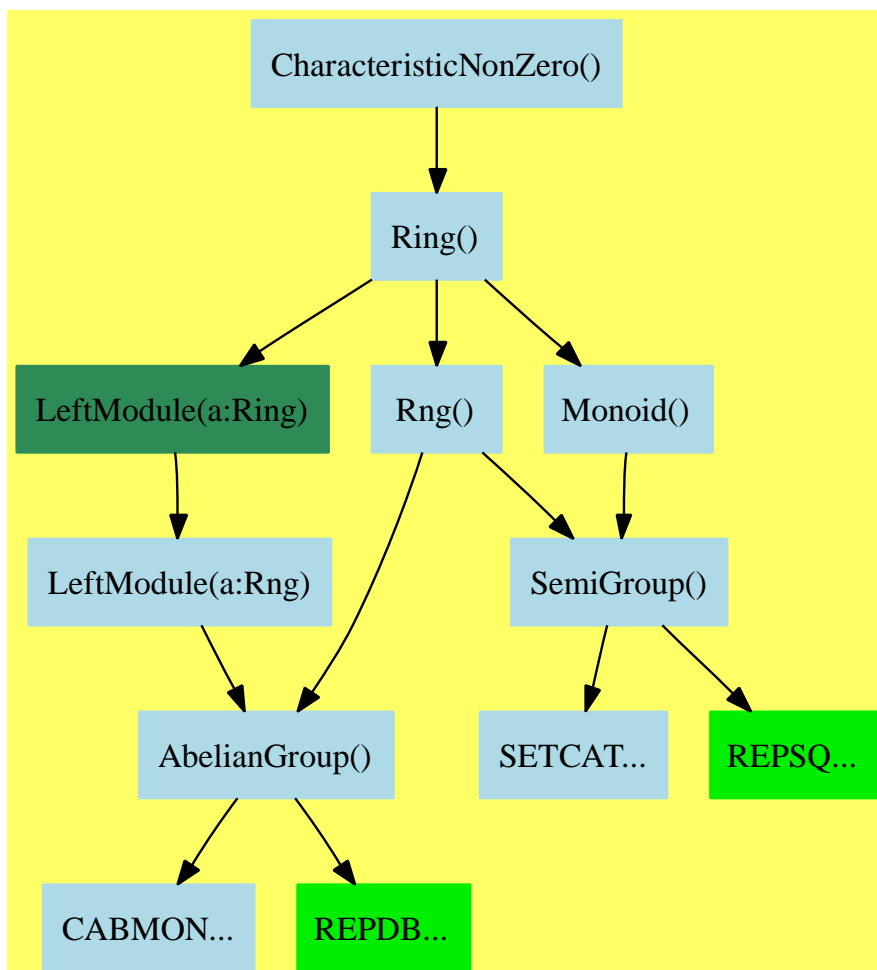 CharacteristicNonZero()
Ring()
LeftModule(a:Ring)
Rng()
Monoid()
LeftModule(a:Rng)
SemiGroup()
AbelianGroup()
SETCAT...
REPSQ...
CABMON...
REPDB...